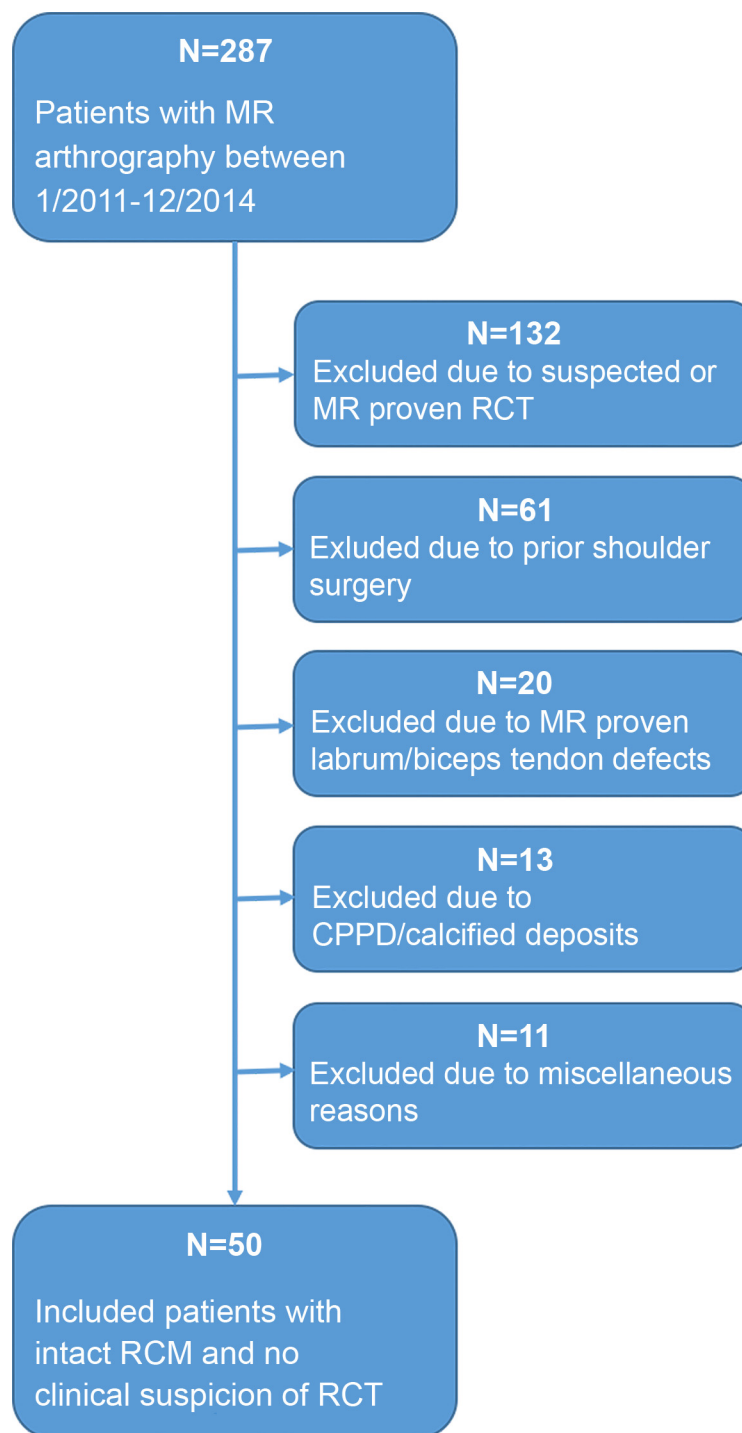 N=287
Patients with MR
arthrography between
1/2011-12/2014
N=132
Excluded due to suspected or
MR proven RCT
N=61
Exluded due to prior shoulder
surgery
N=20
Excluded due to MR proven
labrum/biceps tendon defects
N=13
Excluded due to
CPPD/calcified deposits
N=11
Excluded due to miscellaneous
reasons
N=50
Included patients with
intact RCM and no
clinical suspicion of RCT